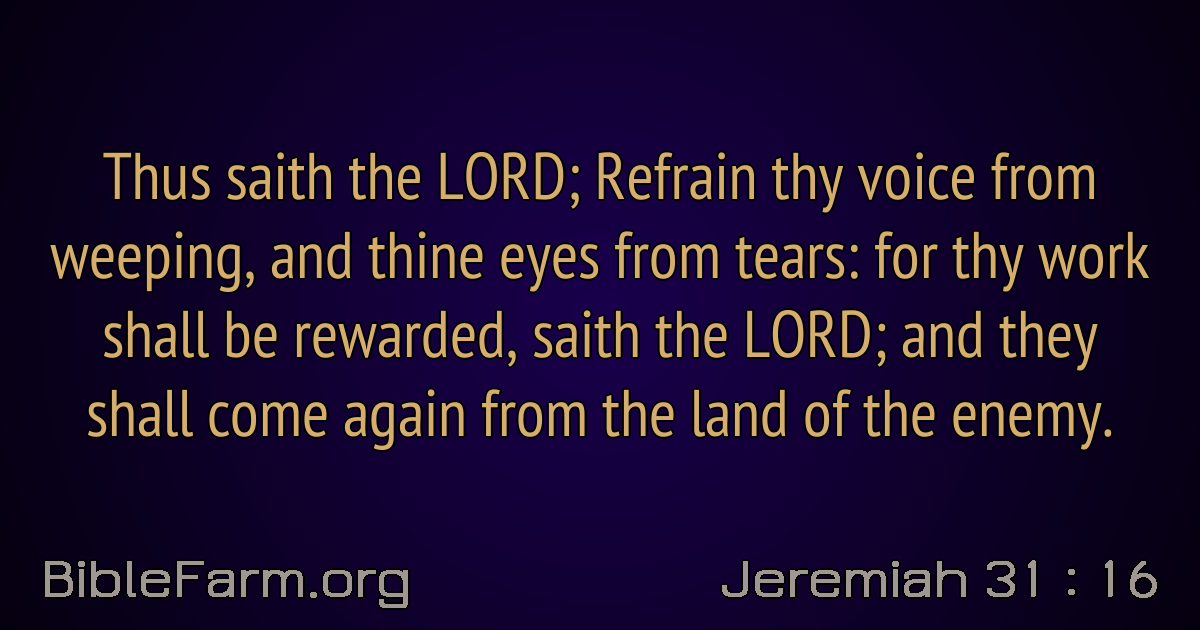 Thus saith the LORD; Refrain thy voice from
weeping, and thine eyes from tears: for thy work
shall be rewarded, saith the LORD; and they
shall come again from the land of the enemy.
BibleFarm.org
Jeremiah 31 : 16